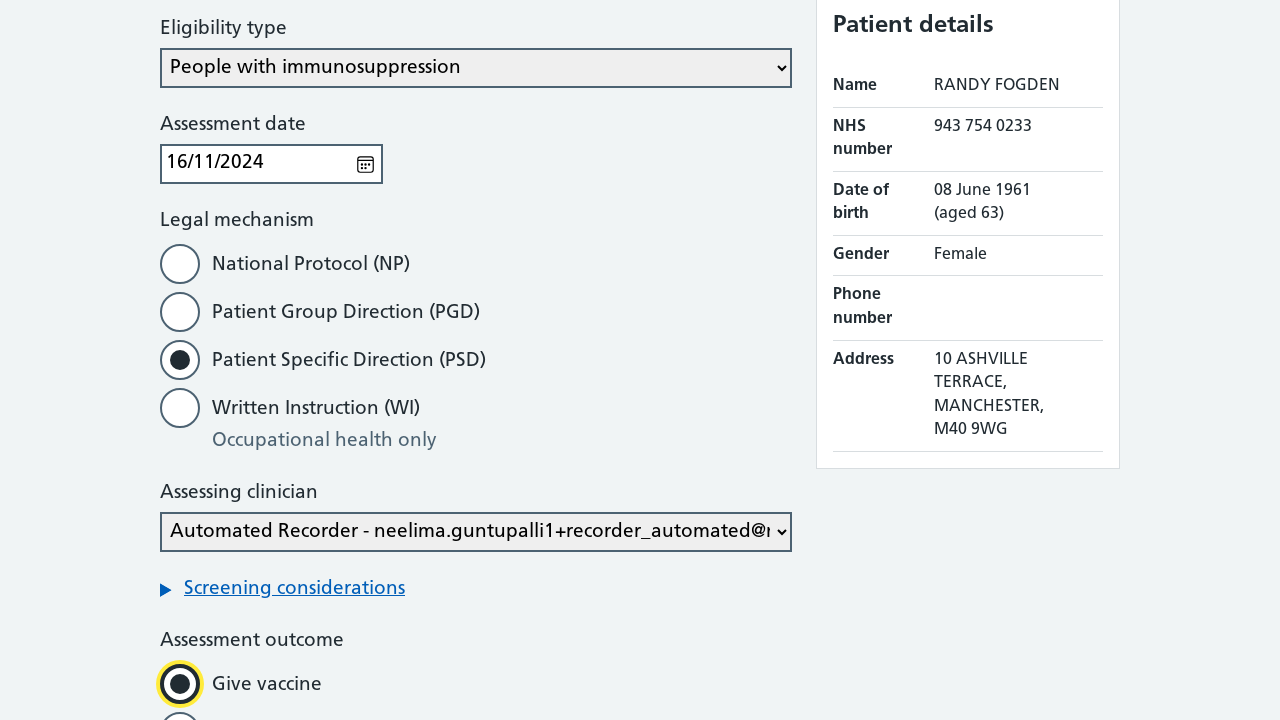 Eligibility type
People with immunosuppression
Assessment date
16/11/2024
Legal mechanism
National Protocol (NP)
Patient Group Direction (PGD)
Patient Specific Direction (PSD)
Written Instruction (WI)
Occupational health only
Assessing clinician
Automated Recorder - neelima.guntupalli1+recorder_automated@
Screening considerations
Assessment outcome
Give vaccine
Patient details
Name RANDY FOGDEN
NHS number 943 754 0233
Date of birth 08 June 1961 (aged 63)
Gender Female
Phone number
Address 10 ASHVILLE
TERRACE,
MANCHESTER,
M40 9WG